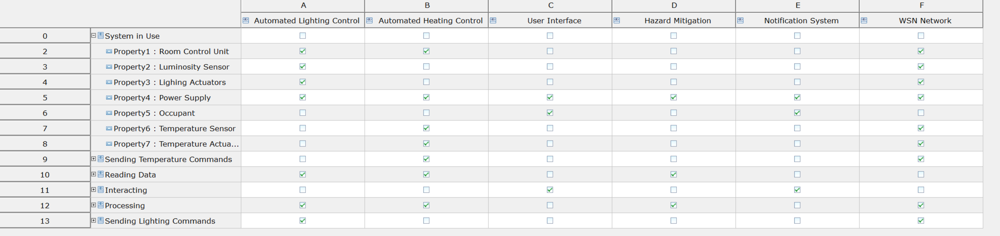 A B C D E F
Automated Lighting Control Automated Heating Control User Interface Hazard Mitigation Notification System WSN Network
0 System in Use
2 Property1 : Room Control Unit
3 Property2 : Luminosity Sensor
4 Property3 : Lighing Actuators
5 Property4 : Power Supply
6 Property5 : Occupant
7 Property6 : Temperature Sensor
8 Property7 : Temperature Actua...
9 Sending Temperature Commands
10 Reading Data
11 Interacting
12 Processing
13 Sending Lighting Commands